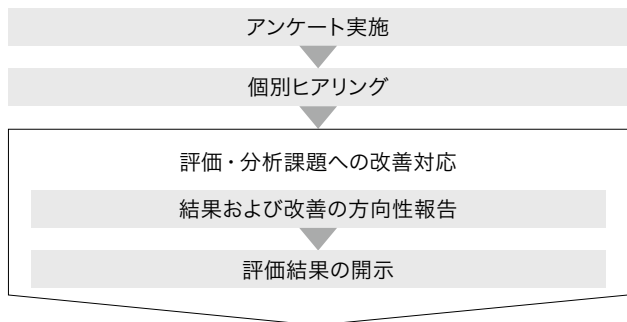 アンケート実施
個別ヒアリング
評価・分析課題への改善対応
結果および改善の方向性報告
評価結果の開示